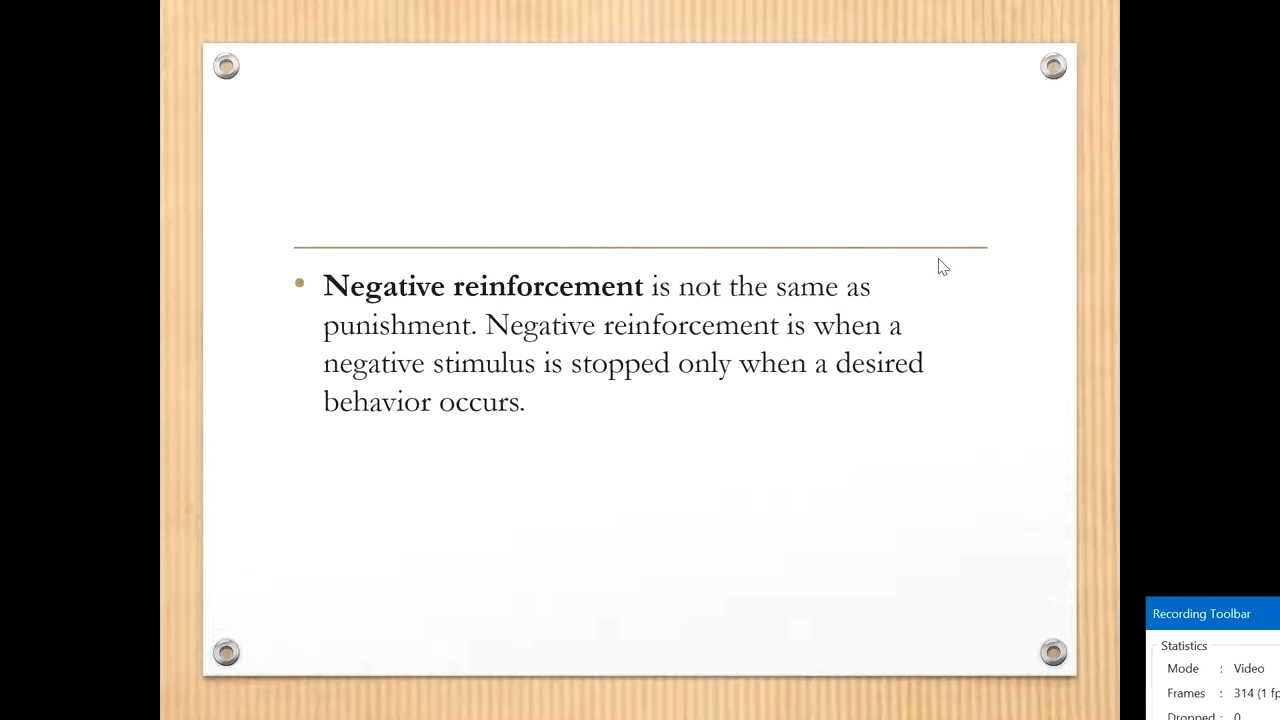 • Negative reinforcement is not the same as
punishment. Negative reinforcement is when a
negative stimulus is stopped only when a desired
behavior occurs.
Recording Toolbar
Statistics
Mode : Video
Frames : 314 (1 fp
Dropped : 0